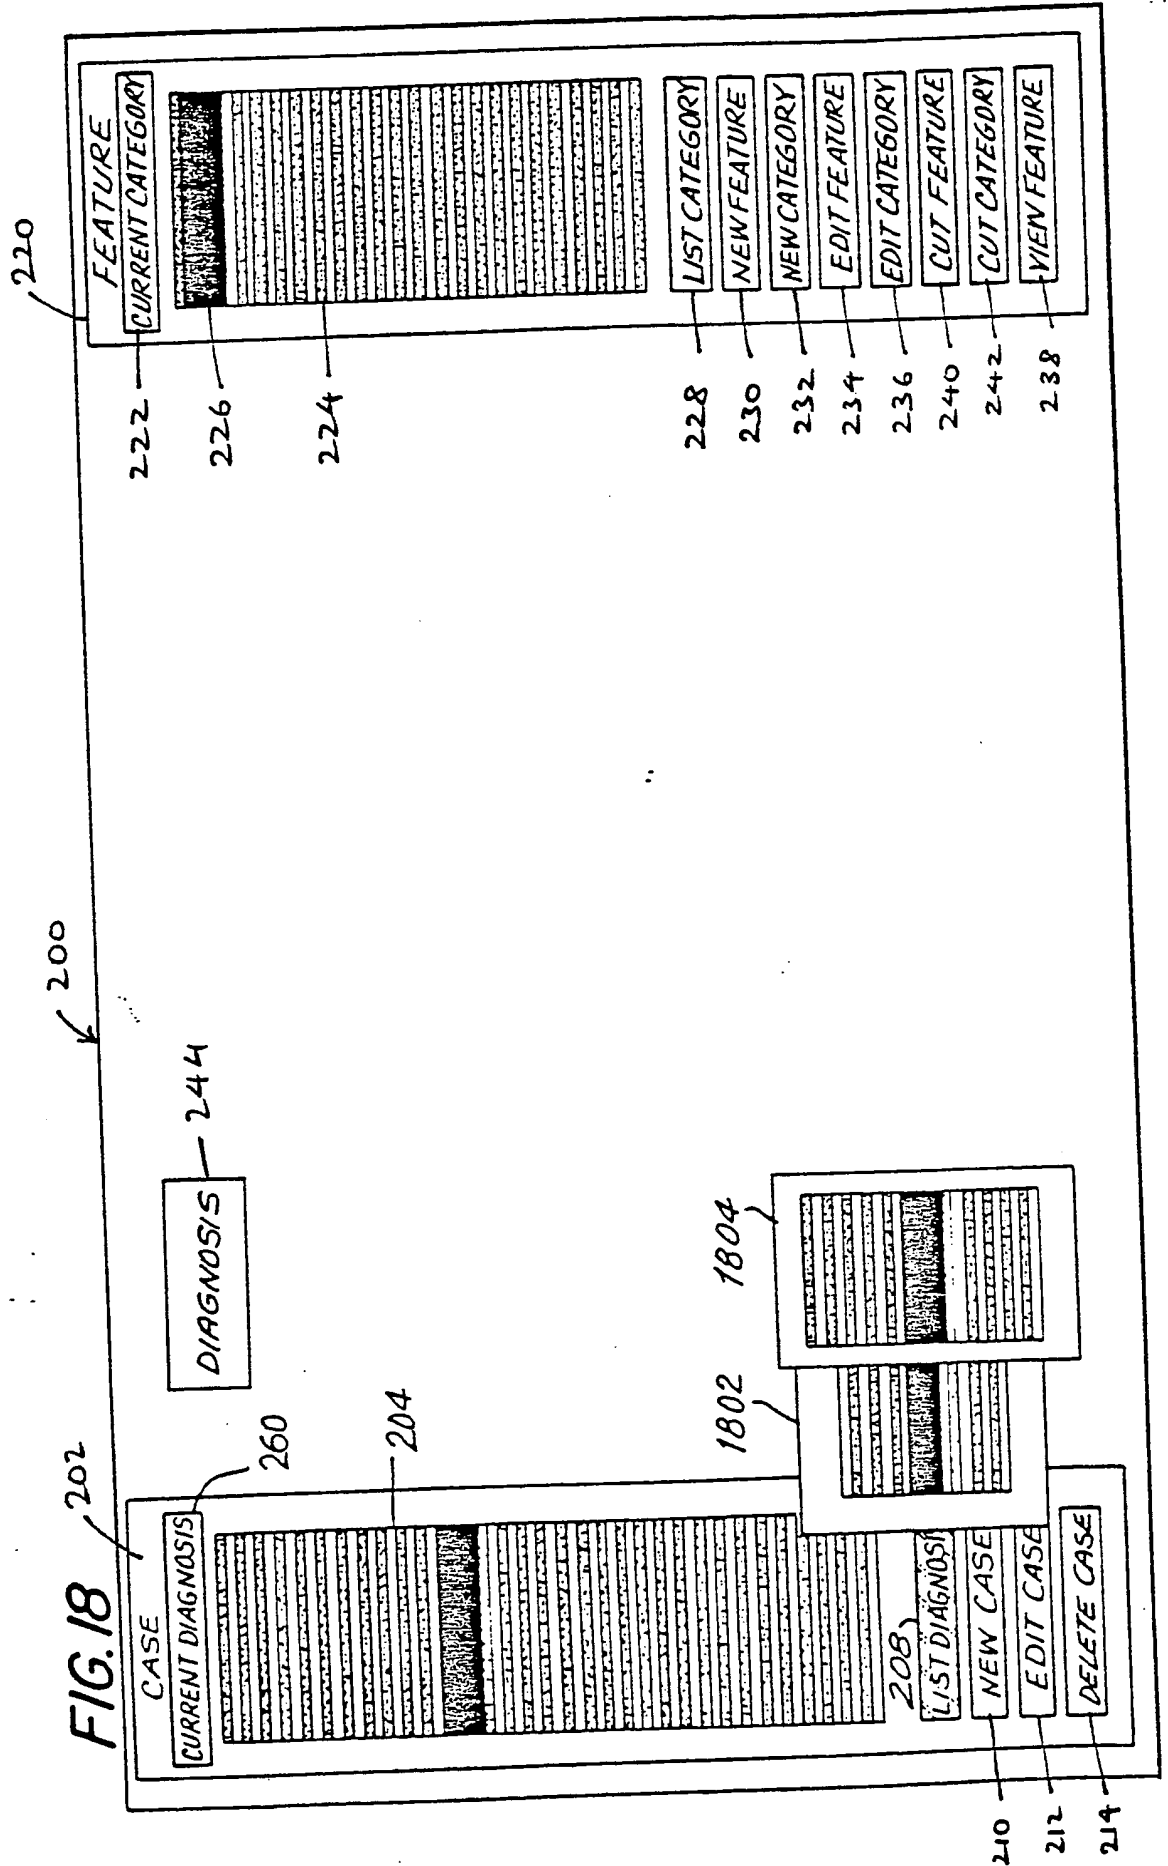 FIG. 18
200
202
CASE
CURRENT DIAGNOSIS
260
204
208
LIST DIAGNOSI
NEW CASE
EDIT CASE
DELETE CASE
210
212
214
DIAGNOSIS
244
1802
1804
220
FEATURE
CURRENT CATEGORY
222
226
224
LIST CATEGORY
NEW FEATURE
NEW CATEGORY
EDIT FEATURE
EDIT CATEGORY
CUT FEATURE
CUT CATEGORY
VIEN FEATURE
228
230
232
234
236
240
242
238